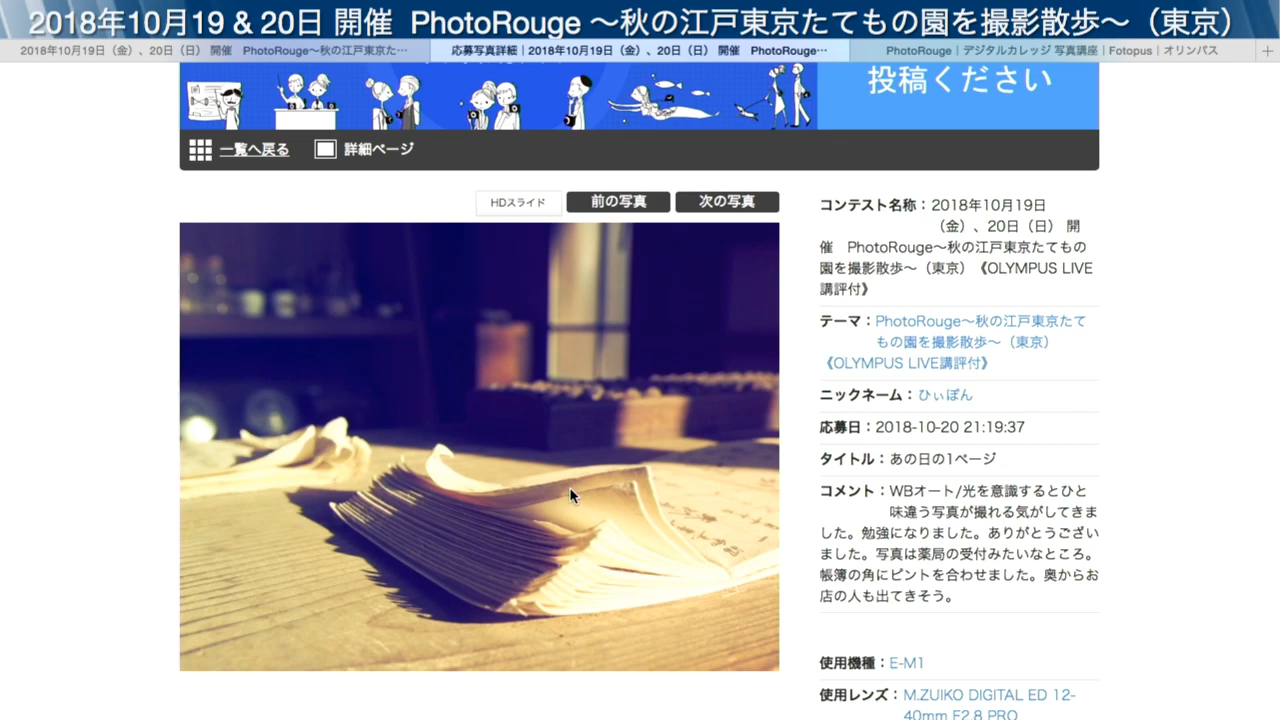 2018年10月19 & 20日 開催 PhotoRouge ～秋の江戸東京たてもの園を撮影散歩～（東京）
2018年10月19日（金）、20日（日） 開催 PhotoRouge～秋の江戸東京た…
応募写真詳細｜2018年10月19日（金）、20日（日） 開催 PhotoRouge…
PhotoRouge｜デジタルカレッジ 写真講座｜Fotopus｜オリンパス
投稿ください
一覧へ戻る
詳細ページ
HDスライド
前の写真
次の写真
コンテスト名称：2018年10月19日
（金）、20日（日） 開
催 PhotoRouge～秋の江戸東京たてもの
園を撮影散歩～（東京）《OLYMPUS LIVE
講評付》
テーマ：PhotoRouge～秋の江戸東京たて
もの園を撮影散歩～（東京）
《OLYMPUS LIVE講評付》
ニックネーム：ひぃぽん
応募日：2018-10-20 21:19:37
タイトル：あの日の1ページ
コメント：WBオート/光を意識するとひと
味違う写真が撮れる気がしてきま
した。勉強になりました。ありがとうござい
ました。写真は薬局の受付みたいなところ。
帳簿の角にピントを合わせました。奥からお
店の人も出てきそう。
使用機種：E-M1
使用レンズ：M.ZUIKO DIGITAL ED 12-
40mm F2.8 PRO